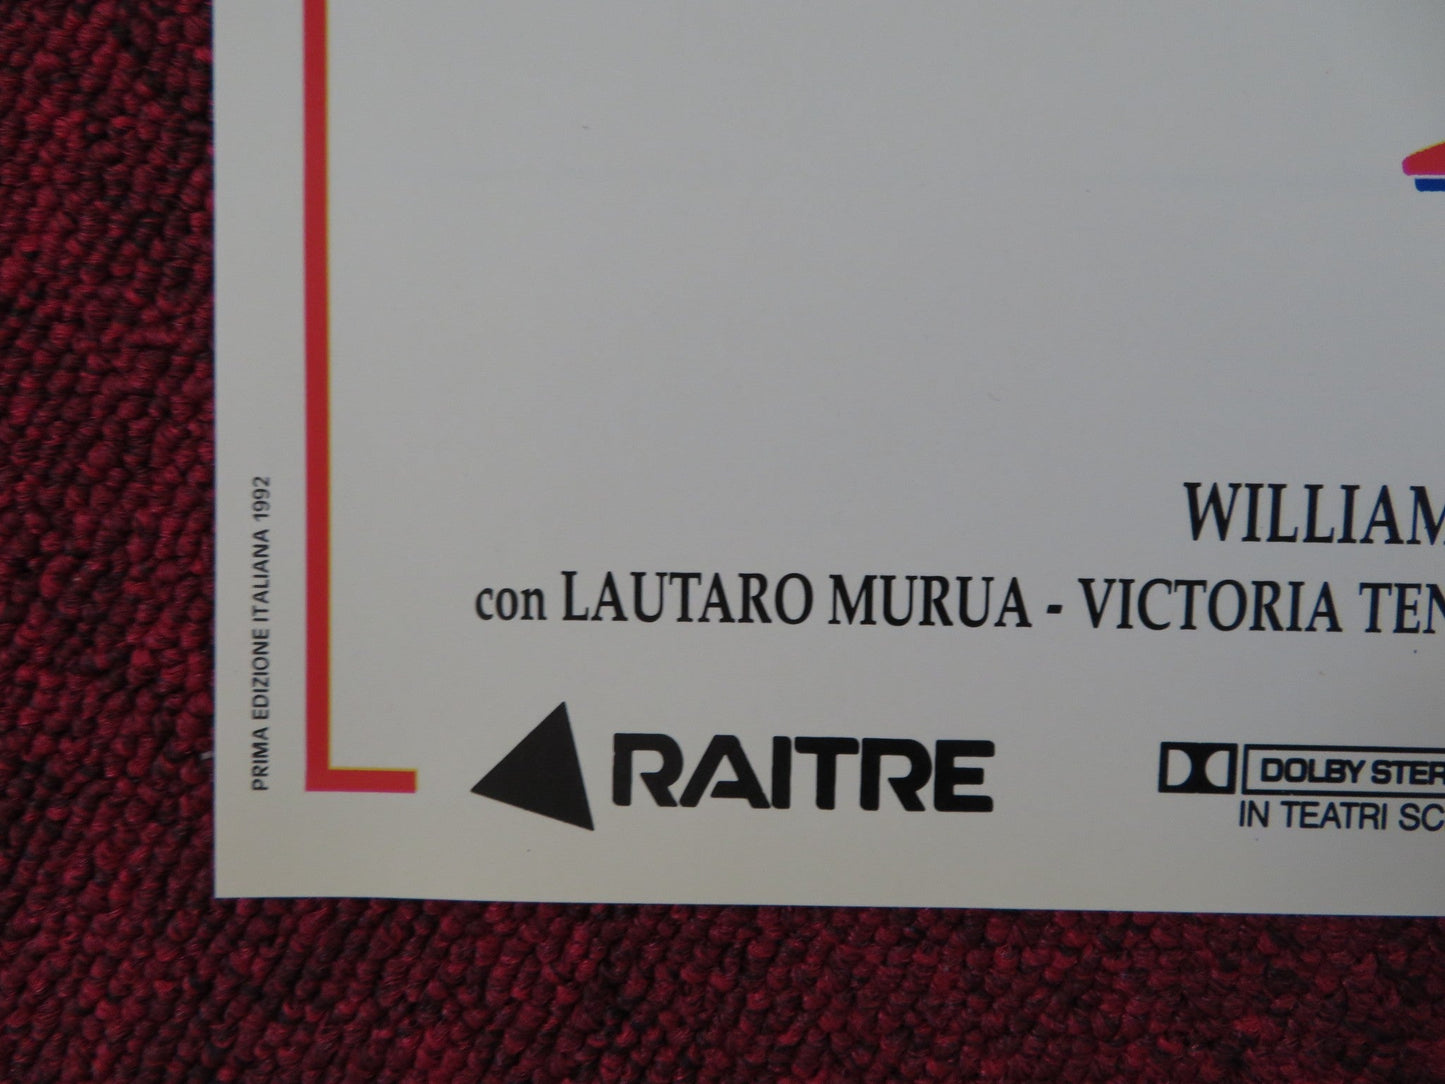 WILLIAM
con LAUTARO MURUA - VICTORIA TEN
RAITRE
DOLBY STER
IN TEATRI SC
PRIMA EDIZIONE ITALIANA 1992